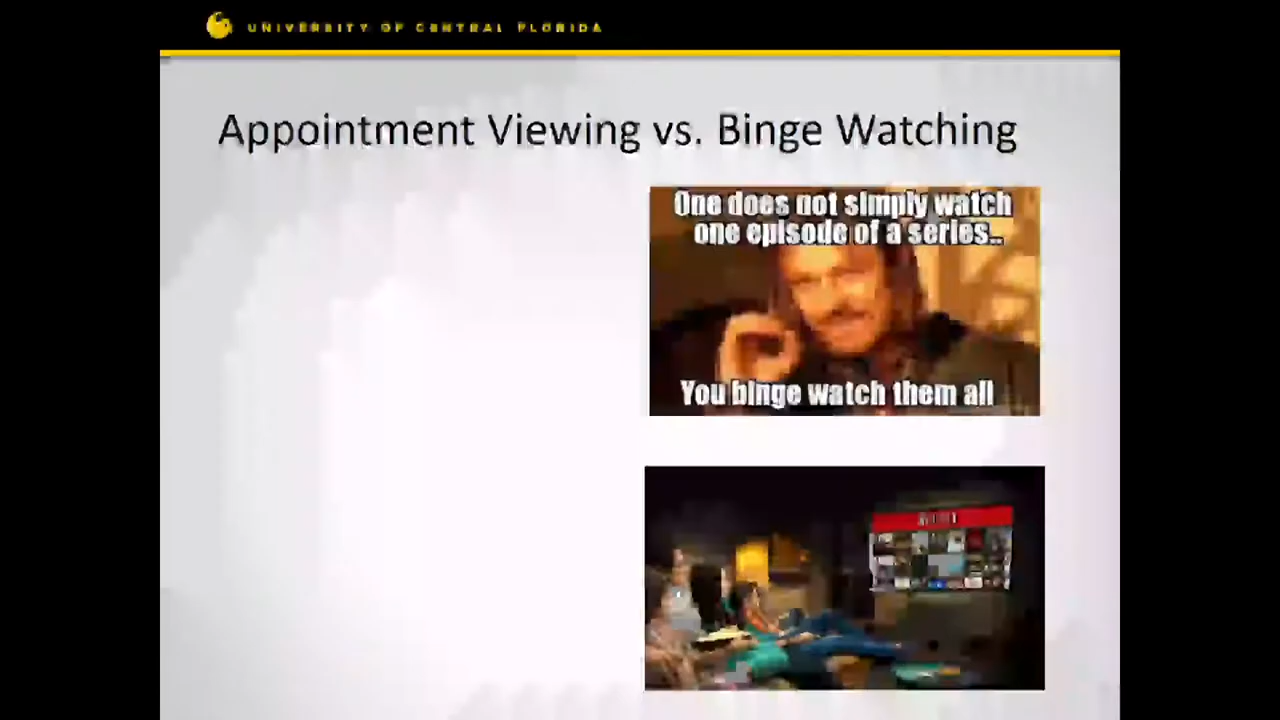 UNIVERSITY OF CENTRAL FLORIDA
Appointment Viewing vs. Binge Watching
One does not simply watch
one episode of a series..
You binge watch them all